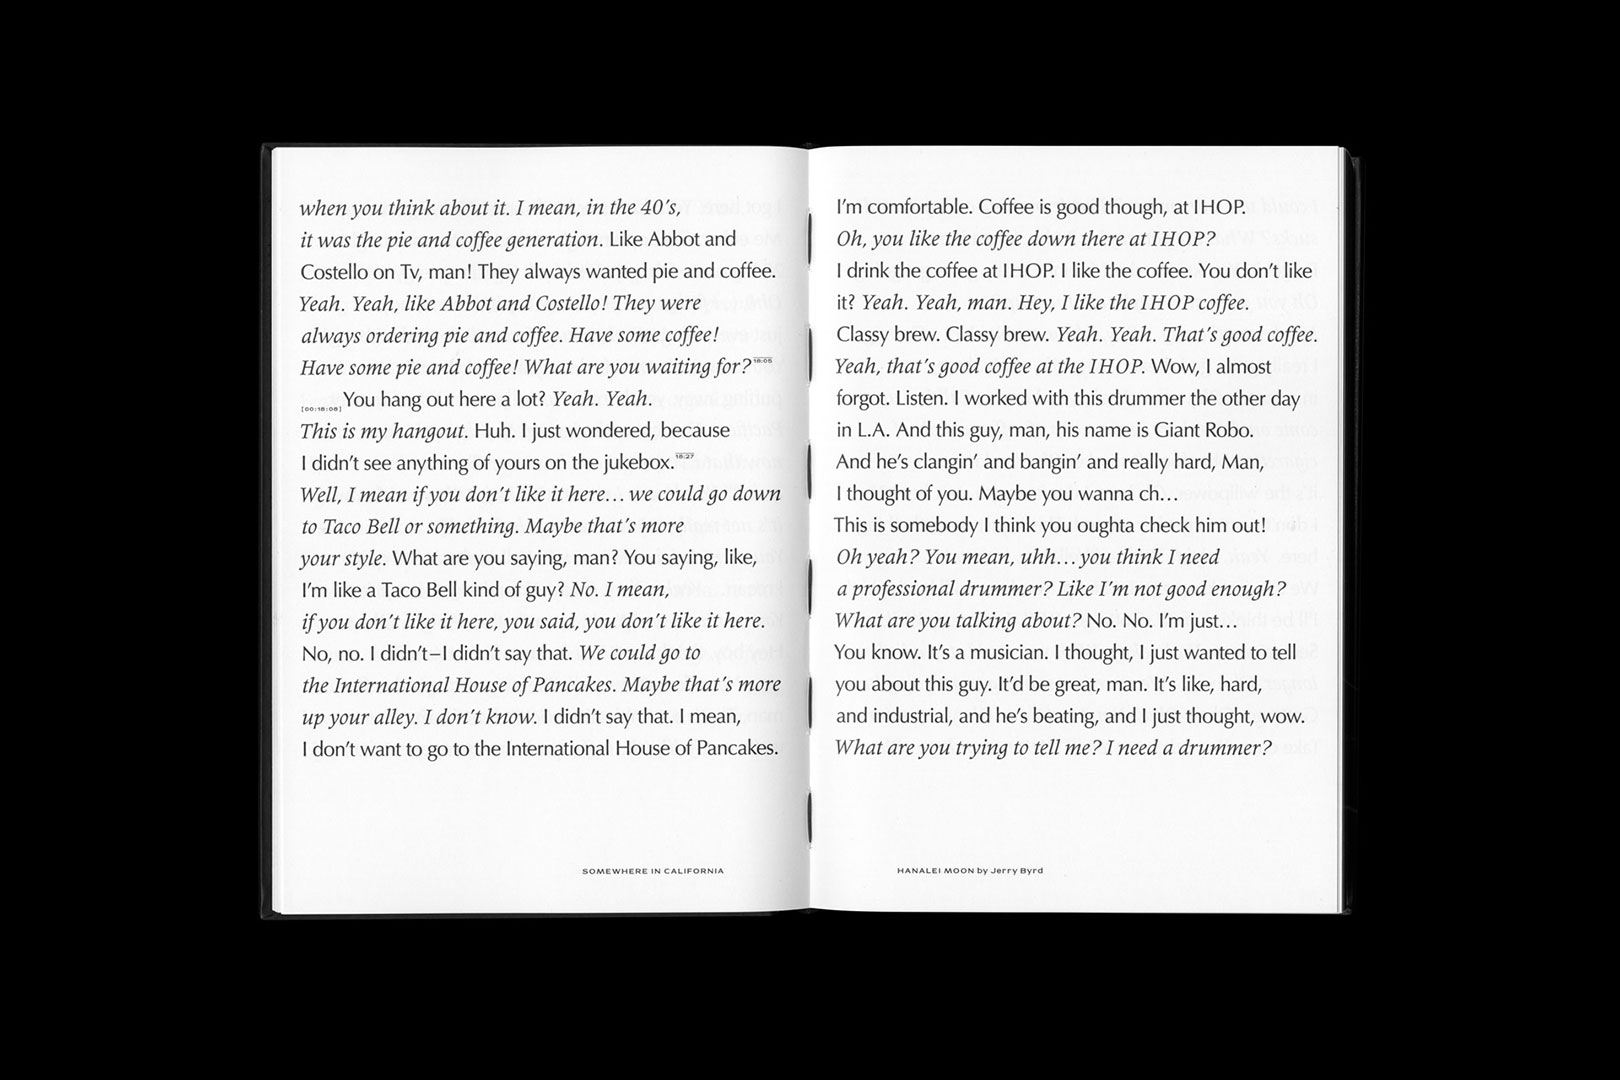 when you think about it. I mean, in the 40's,
it was the pie and coffee generation. Like Abbot and
Costello on Tv, man! They always wanted pie and coffee.
Yeah. Yeah, like Abbot and Costello! They were
always ordering pie and coffee. Have some coffee!
Have some pie and coffee! What are you waiting for? 18:05
[00:18:08] You hang out here a lot? Yeah. Yeah.
This is my hangout. Huh. I just wondered, because
I didn't see anything of yours on the jukebox. 18:27
Well, I mean if you don't like it here... we could go down
to Taco Bell or something. Maybe that's more
your style. What are you saying, man? You saying, like,
I'm like a Taco Bell kind of guy? No. I mean,
if you don't like it here, you said, you don't like it here.
No, no. I didn't–I didn't say that. We could go to
the International House of Pancakes. Maybe that's more
up your alley. I don't know. I didn't say that. I mean,
I don't want to go to the International House of Pancakes.
SOMEWHERE IN CALIFORNIA
I'm comfortable. Coffee is good though, at IHOP.
Oh, you like the coffee down there at IHOP?
I drink the coffee at IHOP. I like the coffee. You don't like
it? Yeah. Yeah, man. Hey, I like the IHOP coffee.
Classy brew. Classy brew. Yeah. Yeah. That's good coffee.
Yeah, that's good coffee at the IHOP. Wow, I almost
forgot. Listen. I worked with this drummer the other day
in L.A. And this guy, man, his name is Giant Robo.
And he's clangin' and bangin' and really hard, Man,
I thought of you. Maybe you wanna ch...
This is somebody I think you oughta check him out!
Oh yeah? You mean, uhh... you think I need
a professional drummer? Like I'm not good enough?
What are you talking about? No. No. I'm just...
You know. It's a musician. I thought, I just wanted to tell
you about this guy. It'd be great, man. It's like, hard,
and industrial, and he's beating, and I just thought, wow.
What are you trying to tell me? I need a drummer?
HANALEI MOON by Jerry Byrd